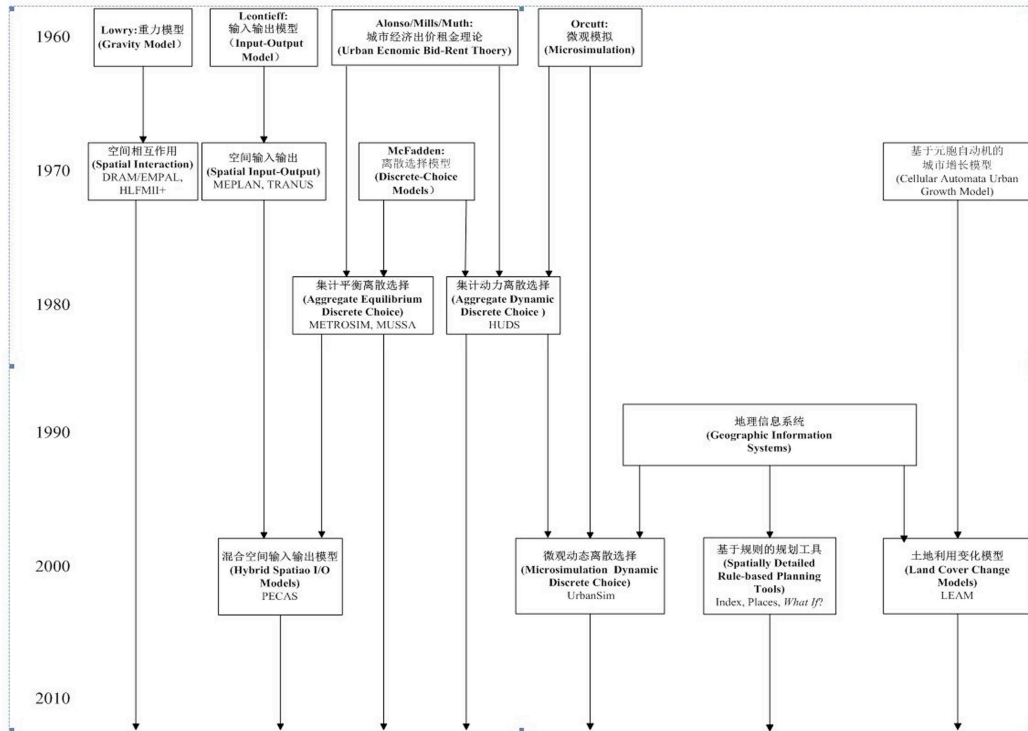 1960
Lowry:重力模型
(Gravity Model)
Leontieff:
输入输出模型
（Input-Output
Model）
Alonso/Mills/Muth:
城市经济出价租金理论
(Urban Ecnomic Bid-Rent Thoery)
Orcutt:
微观模拟
(Microsimulation)
1970
空间相互作用
(Spatial Interaction)
DRAM/EMPAL,
HLFMII+
空间输入输出
(Spatial Input-Output)
MEPLAN, TRANUS
McFadden:
离散选择模型
(Discrete-Choice
Models）
基于元胞自动机的
城市增长模型
(Cellular Automata Urban
Growth Model)
1980
集计平衡离散选择
(Aggregate Equilibrium
Discrete Choice)
METROSIM, MUSSA
集计动力离散选择
(Aggregate Dynamic
Discrete Choice )
HUDS
1990
地理信息系统
(Geographic Information
Systems)
2000
混合空间输入输出模型
(Hybrid Spatiao I/O
Models)
PECAS
微观动态离散选择
(Microsimulation Dynamic
Discrete Choice)
UrbanSim
基于规则的规划工具
(Spatially Detailed
Rule-based Planning
Tools)
Index, Places, What If?
土地利用变化模型
(Land Cover Change
Models)
LEAM
2010